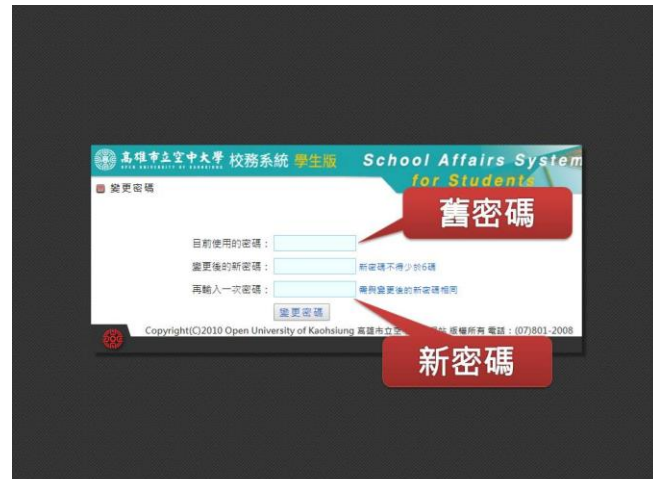 高雄市立空中大學 校務系統 學生版
OPEN UNIVERSITY OF KAOHSIUNG
School Affairs System
for Students
變更密碼
舊密碼
目前使用的密碼：
變更後的新密碼：
新密碼不得少於6碼
再輸入一次密碼：
需與變更後的新密碼相同
變更密碼
Copyright(C)2010 Open University of Kaohsiung 高雄市立空 版權所有 電話：(07)801-2008
新密碼